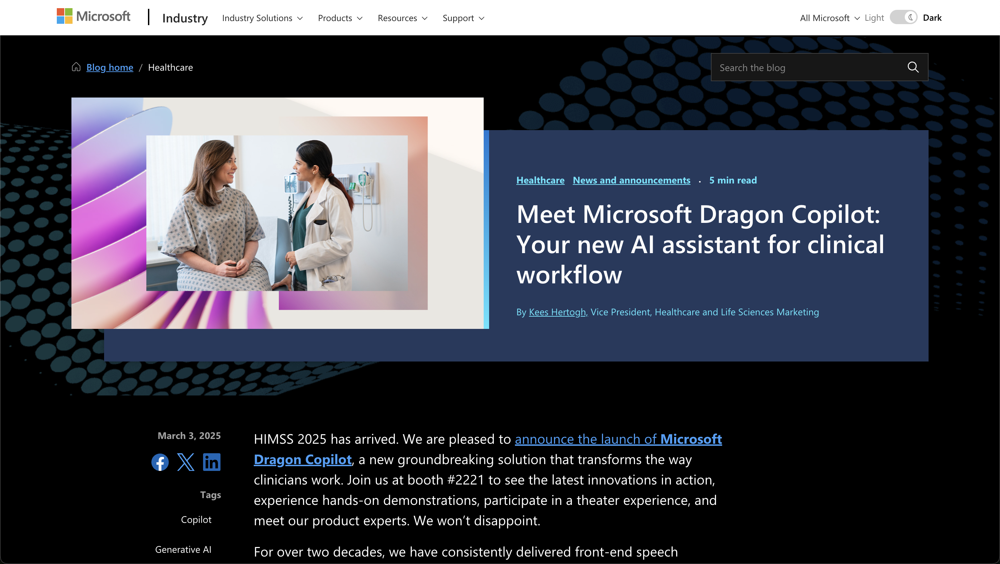 Microsoft
Industry
Industry Solutions
Products
Resources
Support
All Microsoft
Light
Dark
Blog home / Healthcare
Search the blog
Healthcare News and announcements · 5 min read
Meet Microsoft Dragon Copilot:
Your new AI assistant for clinical
workflow
By Kees Hertogh, Vice President, Healthcare and Life Sciences Marketing
March 3, 2025
Tags
Copilot
Generative AI
HIMSS 2025 has arrived. We are pleased to announce the launch of Microsoft
Dragon Copilot, a new groundbreaking solution that transforms the way
clinicians work. Join us at booth #2221 to see the latest innovations in action,
experience hands-on demonstrations, participate in a theater experience, and
meet our product experts. We won’t disappoint.
For over two decades, we have consistently delivered front-end speech